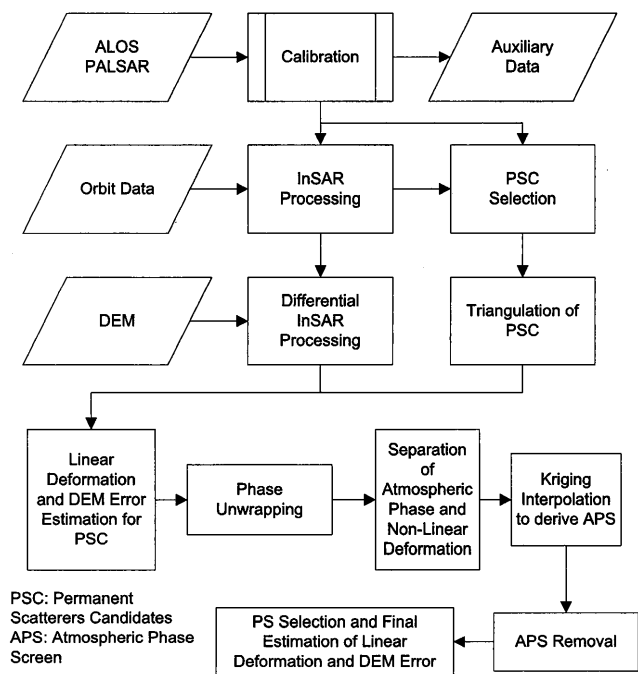 ALOS
PALSAR
Calibration
Auxiliary
Data
Orbit Data
InSAR
Processing
PSC
Selection
DEM
Differential
InSAR
Processing
Triangulation of
PSC
Linear
Deformation
and DEM Error
Estimation for
PSC
Phase
Unwrapping
Separation
of
Atmospheric
Phase and
Non-Linear
Deformation
Kriging
Interpolation
to derive APS
PSC: Permanent
Scatterers Candidates
APS: Atmospheric Phase
Screen
PS Selection and Final
Estimation of Linear
Deformation and DEM Error
APS Removal